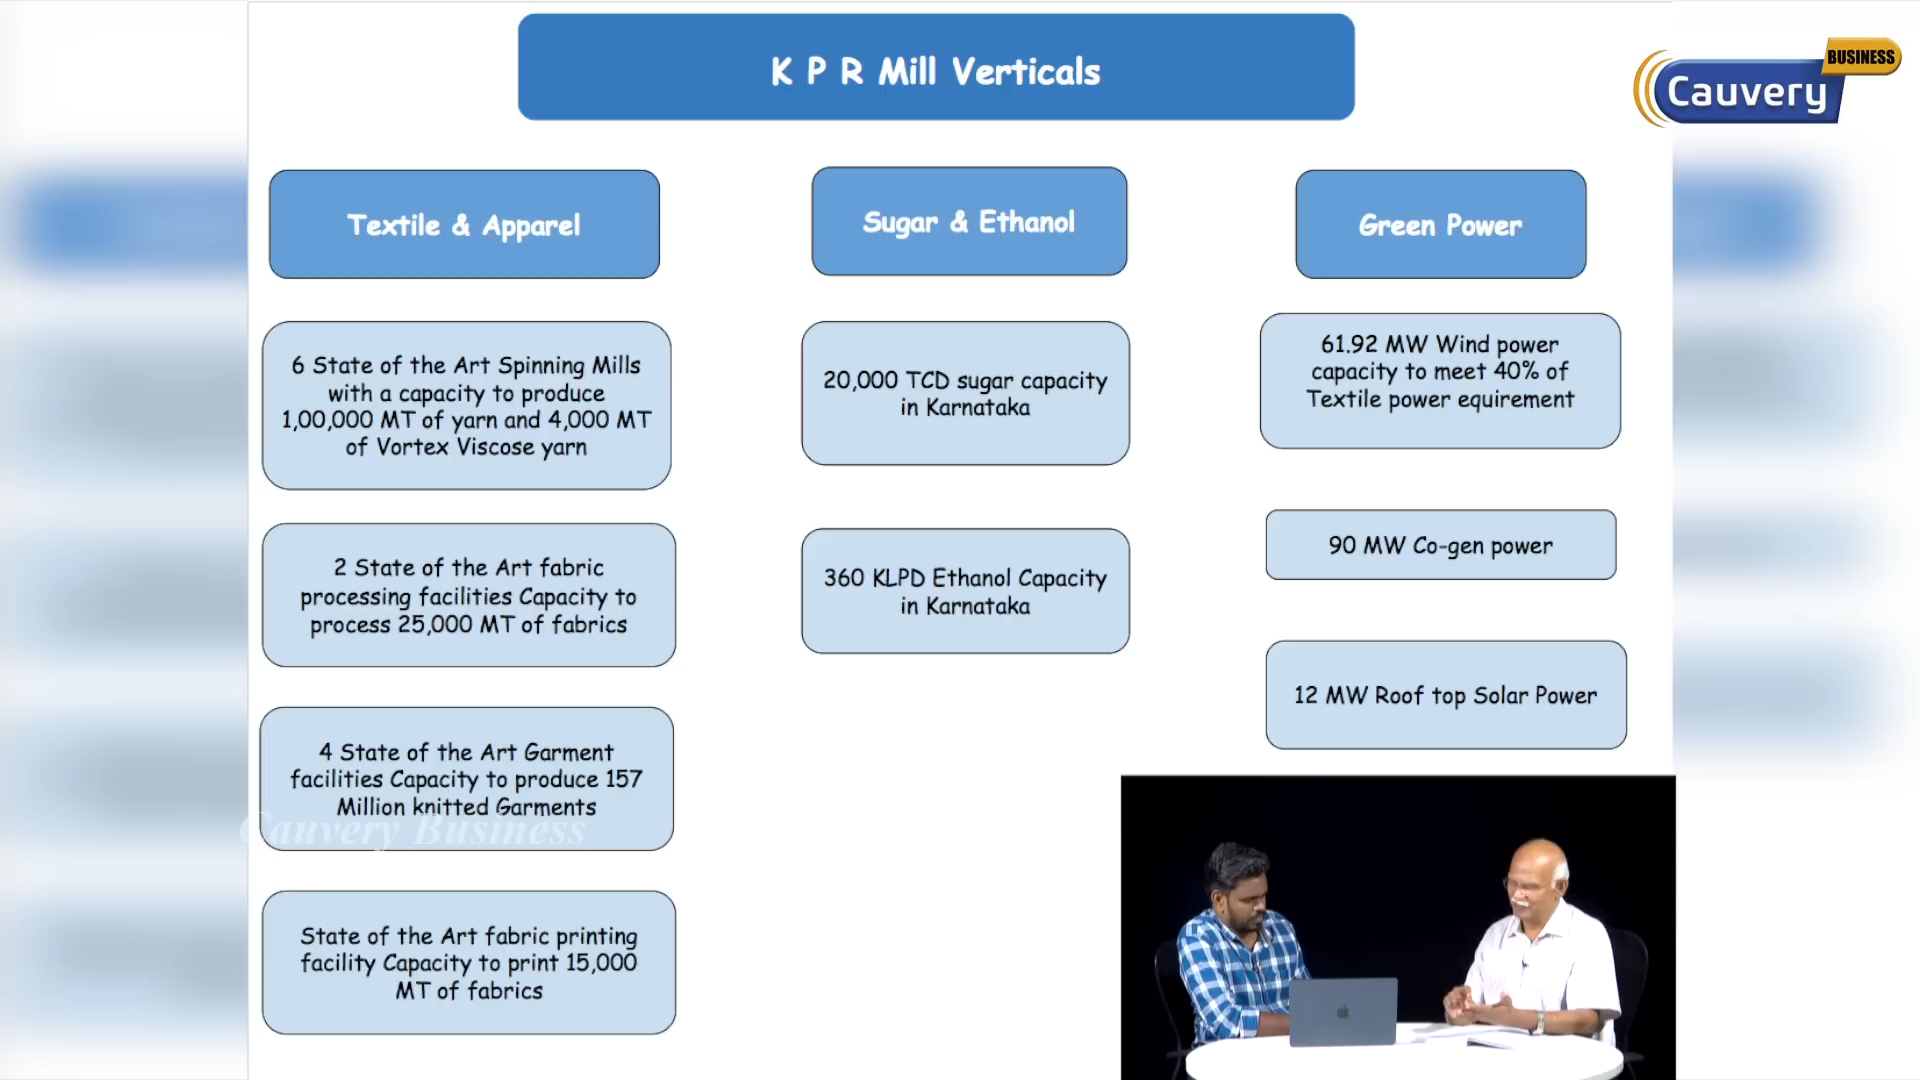 K P R Mill Verticals
BUSINESS
Cauvery
Textile & Apparel
6 State of the Art Spinning Mills
with a capacity to produce
1,00,000 MT of yarn and 4,000 MT
of Vortex Viscose yarn
2 State of the Art fabric
processing facilities Capacity to
process 25,000 MT of fabrics
4 State of the Art Garment
facilities Capacity to produce 157
Million knitted Garments
Cauvery Business
State of the Art fabric printing
facility Capacity to print 15,000
MT of fabrics
Sugar & Ethanol
20,000 TCD sugar capacity
in Karnataka
360 KLPD Ethanol Capacity
in Karnataka
Green Power
61.92 MW Wind power
capacity to meet 40% of
Textile power equirement
90 MW Co-gen power
12 MW Roof top Solar Power